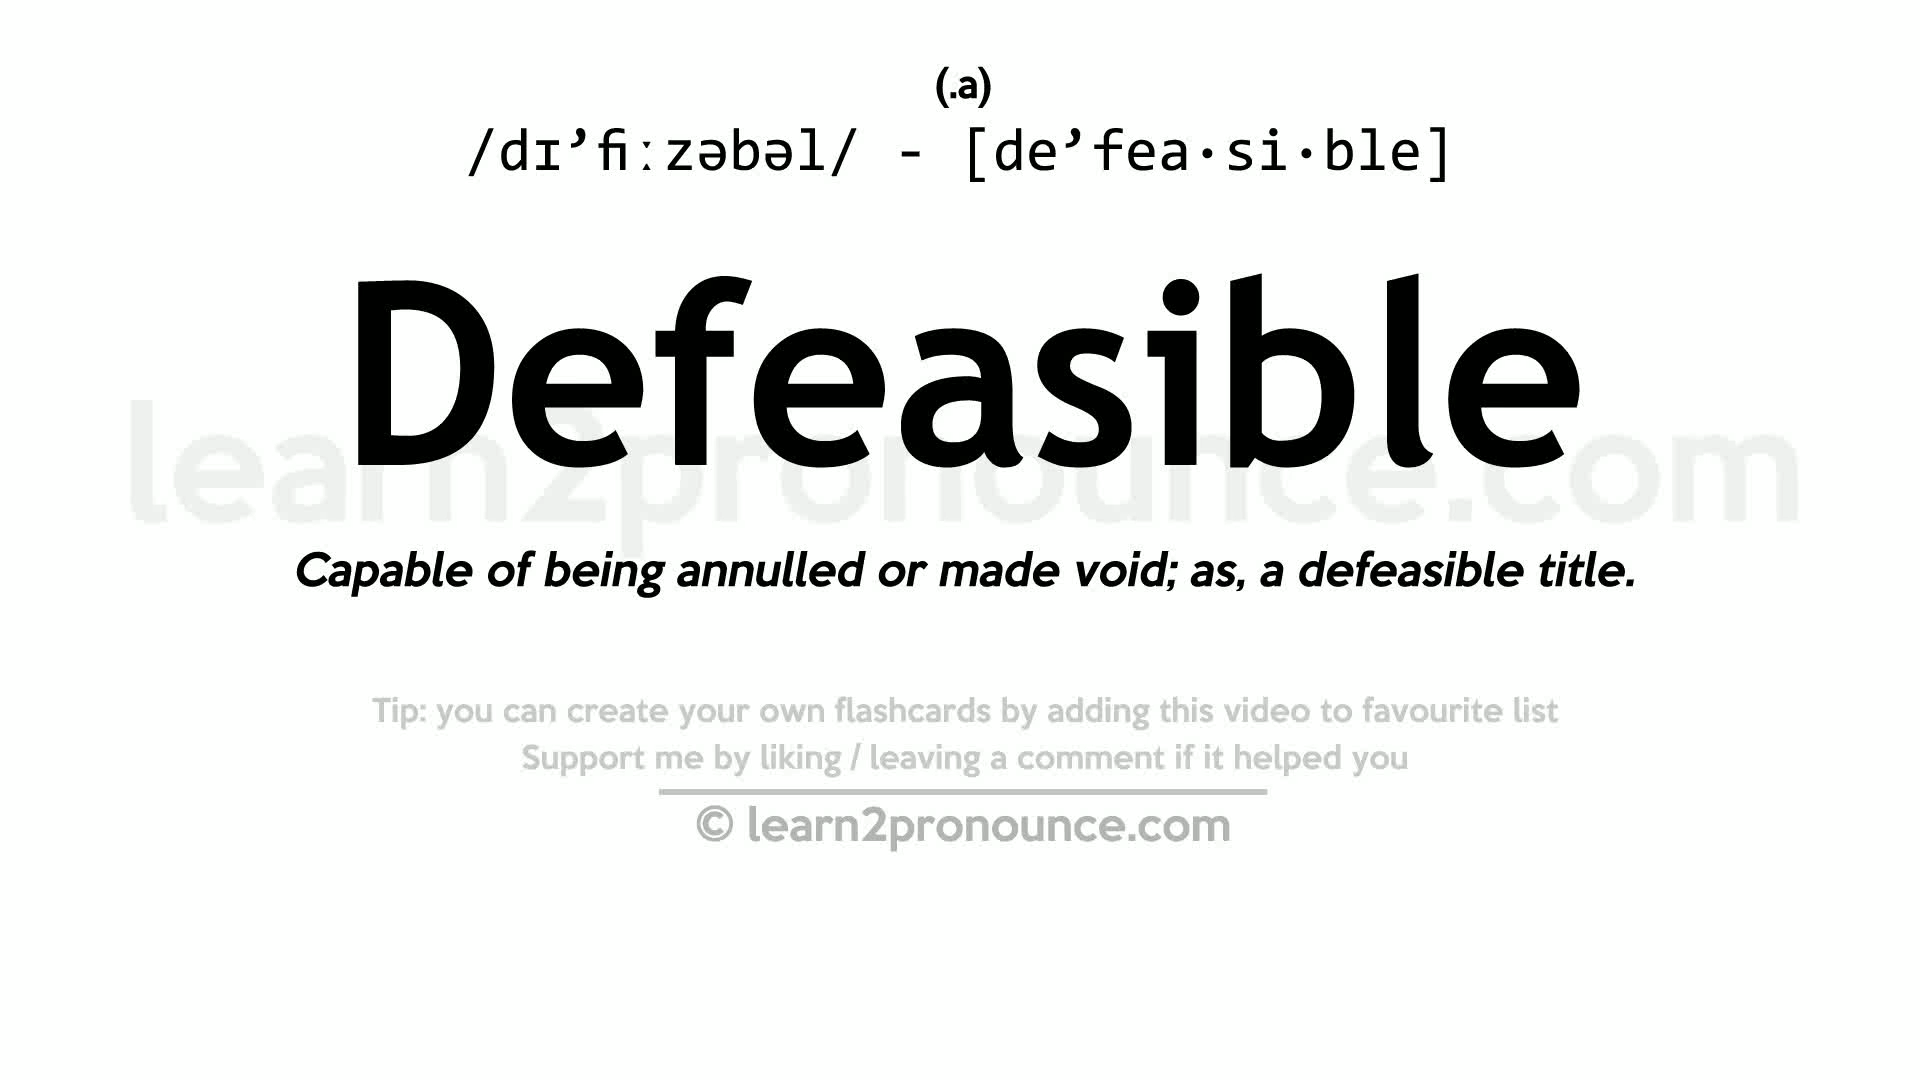 (.a)
/dɪ’fiːzəbəl/ - [de’fea·si·ble]
Defeasible
learn2pronounce.com
Capable of being annulled or made void; as, a defeasible title.
Tip: you can create your own flashcards by adding this video to favourite list
Support me by liking / leaving a comment if it helped you
© learn2pronounce.com